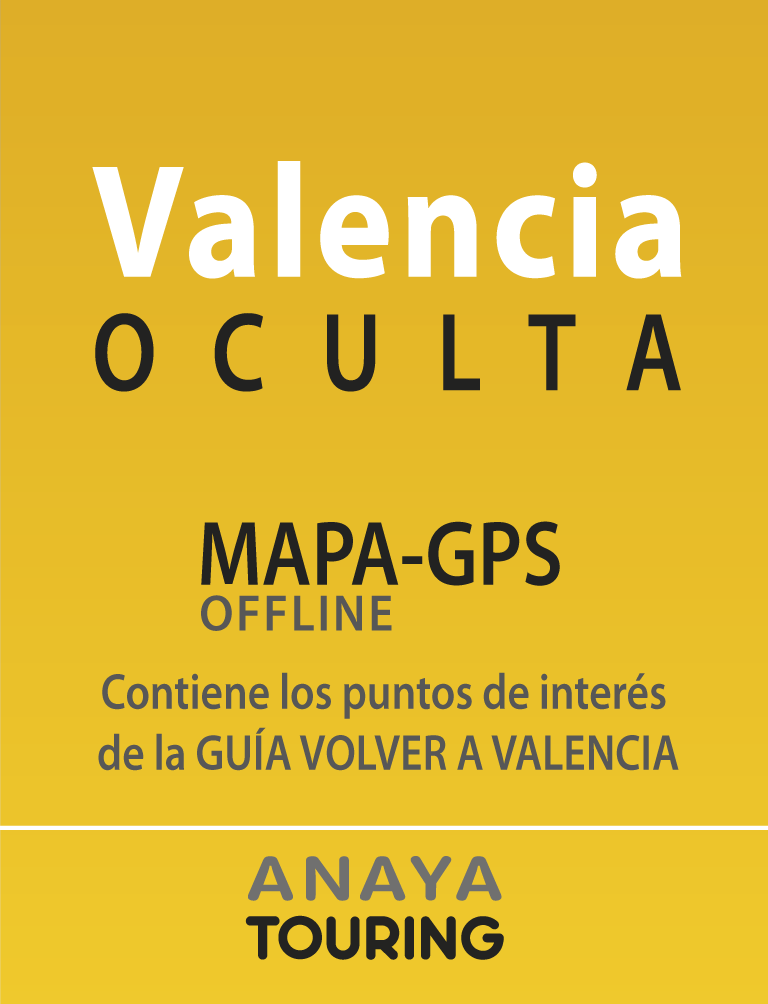 Valencia
OCULTA
MAPA-GPS
OFFLINE
Contiene los puntos de interés
de la GUÍA VOLVER A VALENCIA
ANAYA
TOURING